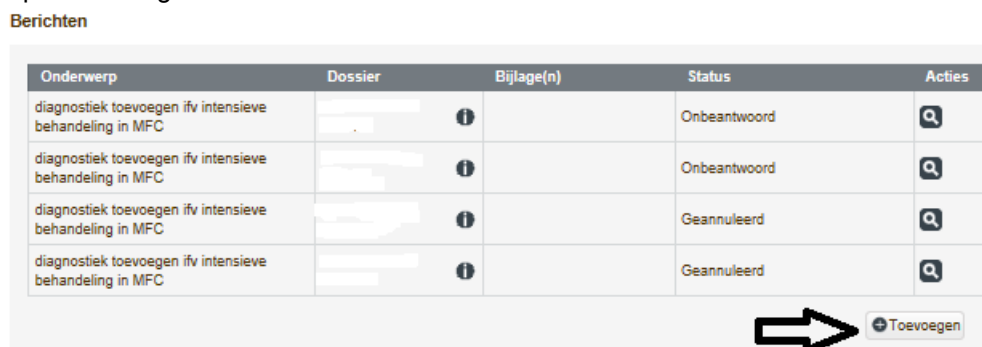 Berichten
Onderwerp Dossier Bijlage(n) Status Acties
diagnostiek toevoegen ifv intensieve
behandeling in MFC
Onbeantwoord
diagnostiek toevoegen ifv intensieve
behandeling in MFC
Onbeantwoord
diagnostiek toevoegen ifv intensieve
behandeling in MFC
Geannuleerd
diagnostiek toevoegen ifv intensieve
behandeling in MFC
Geannuleerd
Toevoegen